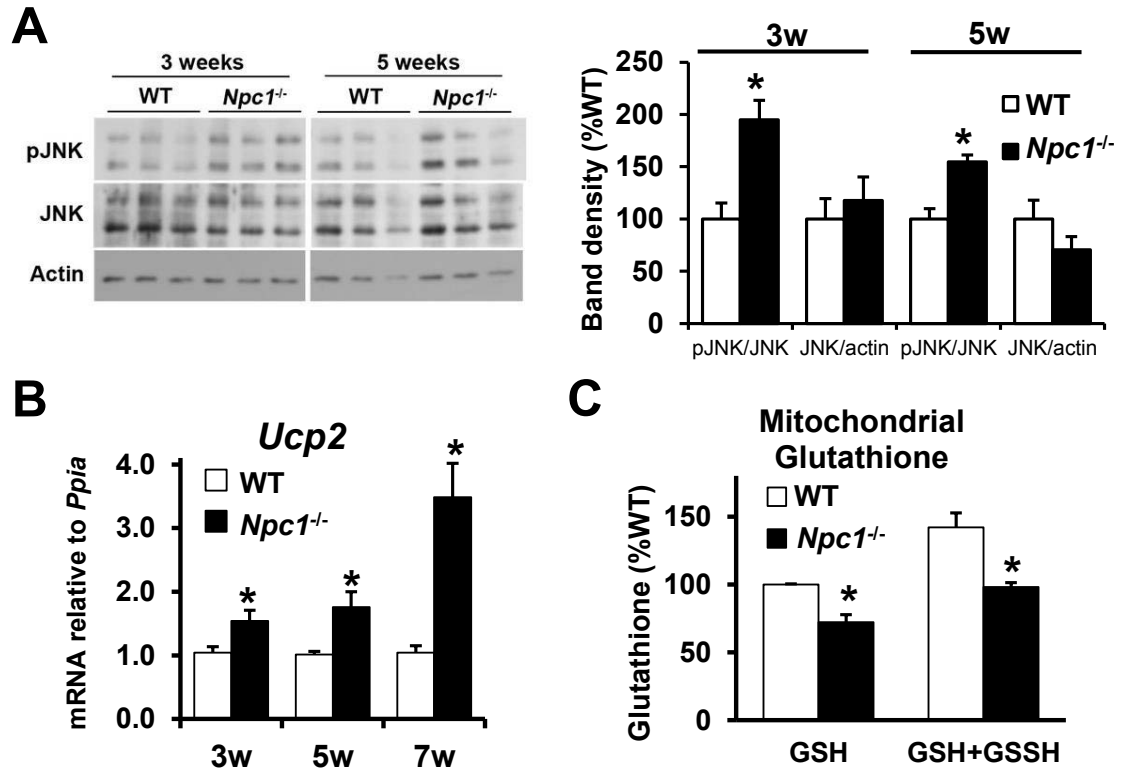 A
3 weeks
5 weeks
WT
Npc1-/-
WT
Npc1-/-
pJNK
JNK
Actin
3w
5w
Band density (%WT)
250
200
150
100
50
0
*
*
WT
Npc1-/-
pJNK/JNK JNK/actin pJNK/JNK JNK/actin
B
Ucp2
mRNA relative to Ppia
4.0
3.0
2.0
1.0
0.0
WT
Npc1-/-
*
*
*
3w
5w
7w
C
Mitochondrial
Glutathione
Glutathione (%WT)
150
100
50
0
WT
Npc1-/-
*
*
GSH
GSH+GSSH